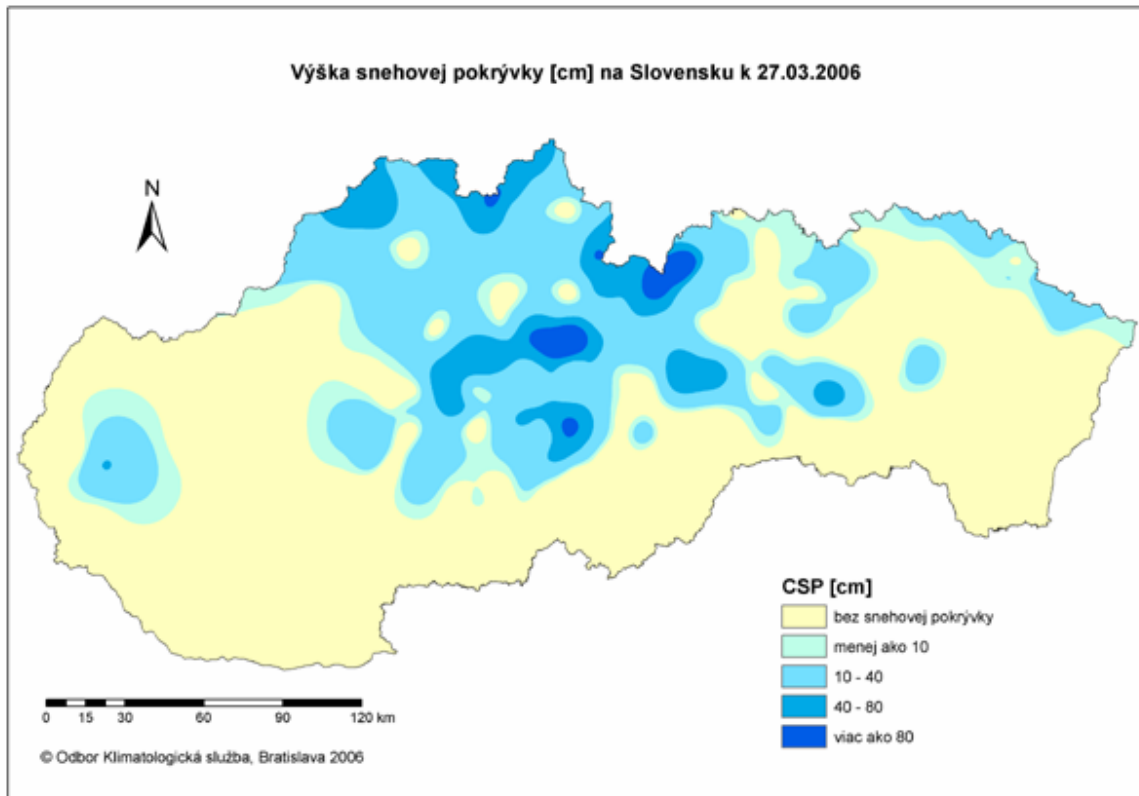 Výška snehovej pokrývky [cm] na Slovensku k 27.03.2006
N
CSP [cm]
bez snehovej pokrývky
menej ako 10
10 - 40
40 - 80
viac ako 80
0 15 30 60 90 120 km
© Odbor Klimatologická služba, Bratislava 2006